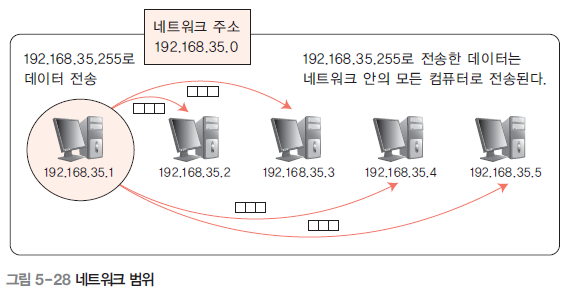 네트워크 주소
192.168.35.0
192.168.35.255로
데이터 전송
192.168.35.255로 전송한 데이터는
네트워크 안의 모든 컴퓨터로 전송된다.
192.168.35.1
192.168.35.2
192.168.35.3
192.168.35.4
192.168.35.5
그림 5-28 네트워크 범위